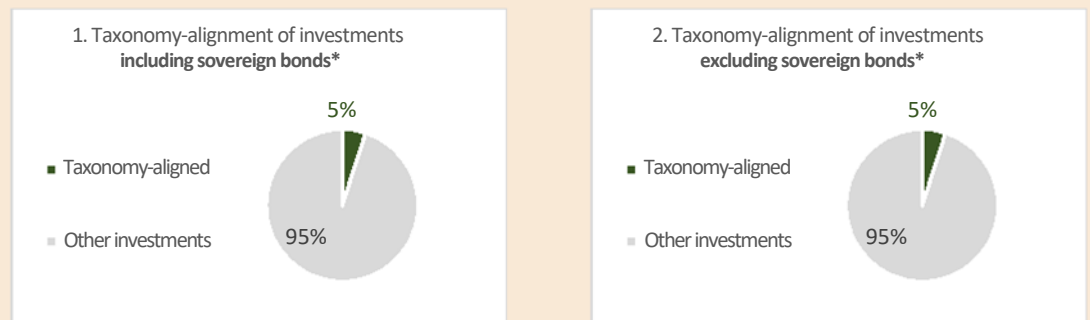 1. Taxonomy-alignment of investments
including sovereign bonds*
5%
Taxonomy-aligned
Other investments
95%
2. Taxonomy-alignment of investments
excluding sovereign bonds*
5%
Taxonomy-aligned
Other investments
95%